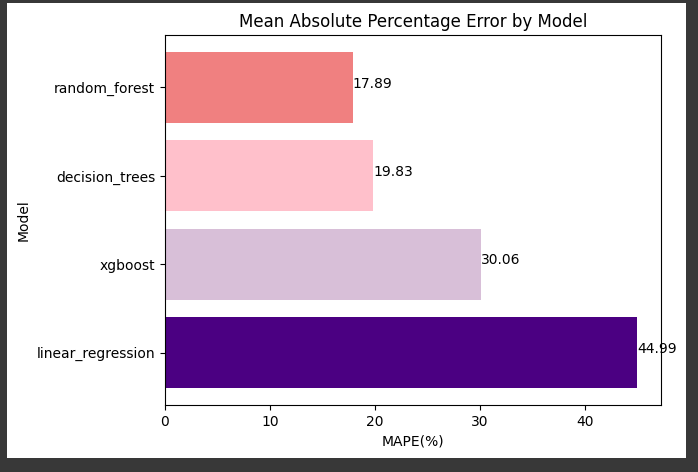 Mean Absolute Percentage Error by Model
random_forest
17.89
decision_trees
19.83
Model
xgboost
30.06
linear_regression
44.99
0 10 20 30 40
MAPE(%)